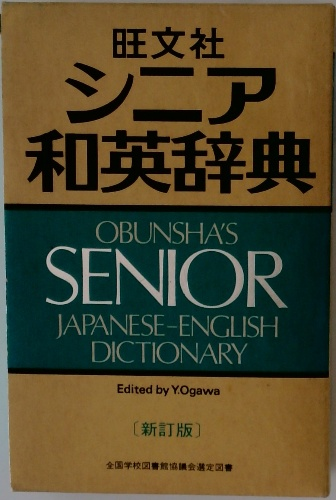 旺文社
シニア
和英辞典
OBUNSHA'S
SENIOR
JAPANESE-ENGLISH
DICTIONARY
Edited by Y.Ogawa
〔新訂版〕
全国学校図書館協議会選定図書